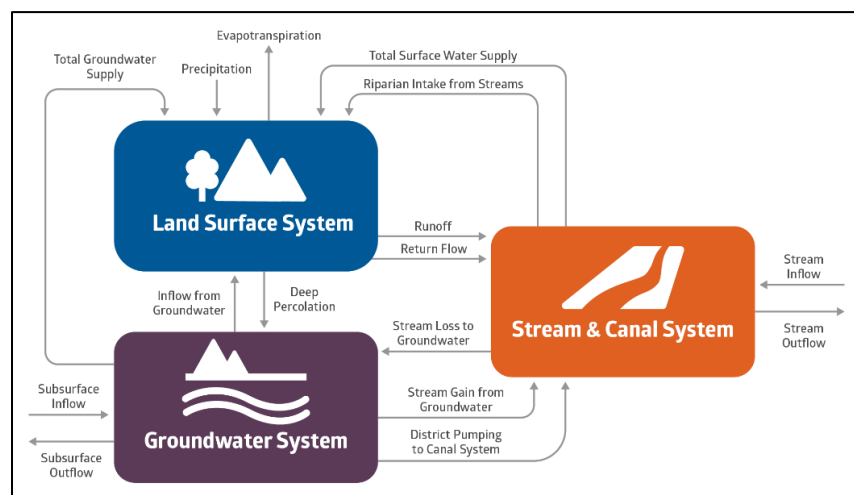 Evapotranspiration
Total Groundwater
Supply
Precipitation
Total Surface Water Supply
Riparian Intake from Streams
Land Surface System
Runoff
Return Flow
Stream
Inflow
Stream & Canal System
Stream
Outflow
Inflow from
Groundwater
Deep
Percolation
Stream Loss to
Groundwater
Subsurface
Inflow
Stream Gain from
Groundwater
Groundwater System
District Pumping
to Canal System
Subsurface
Outflow